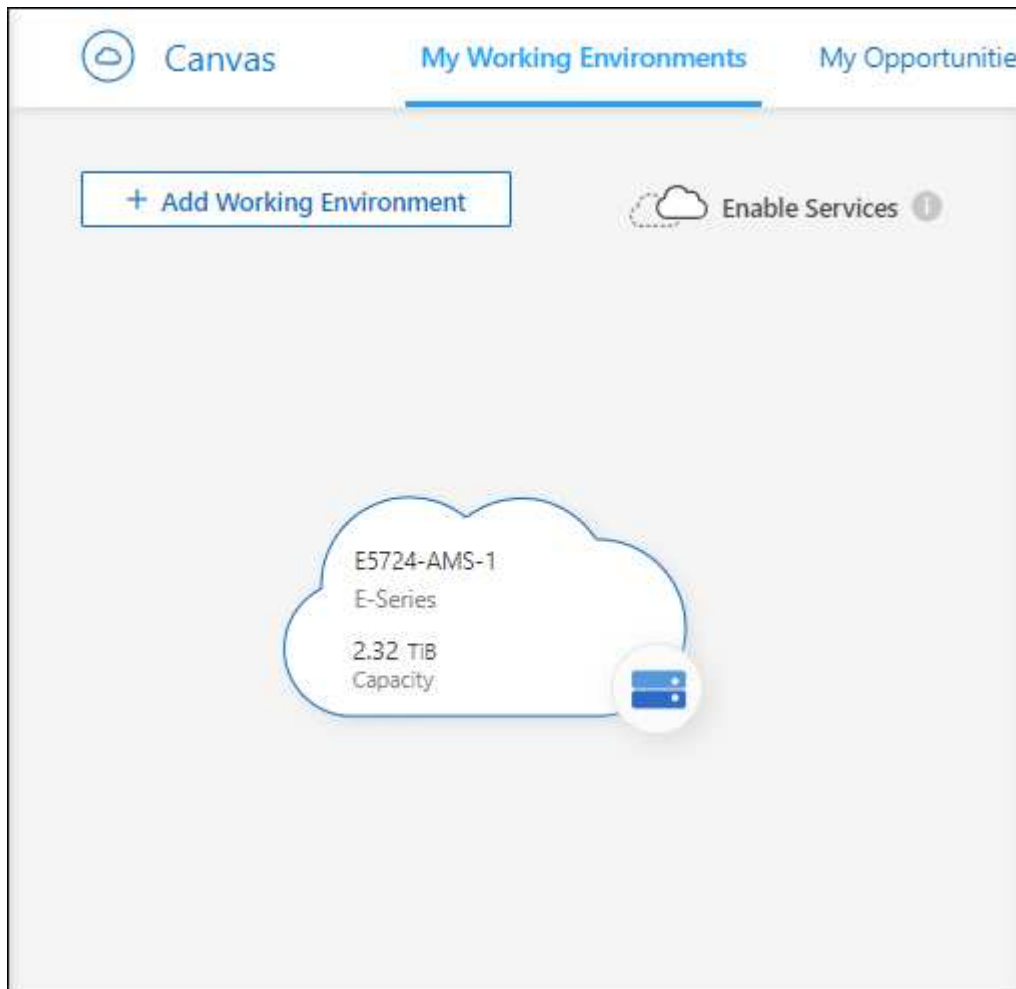 Canvas
My Working Environments
My Opportunitie
+ Add Working Environment
Enable Services
E5724-AMS-1
E-Series
2.32 TiB
Capacity